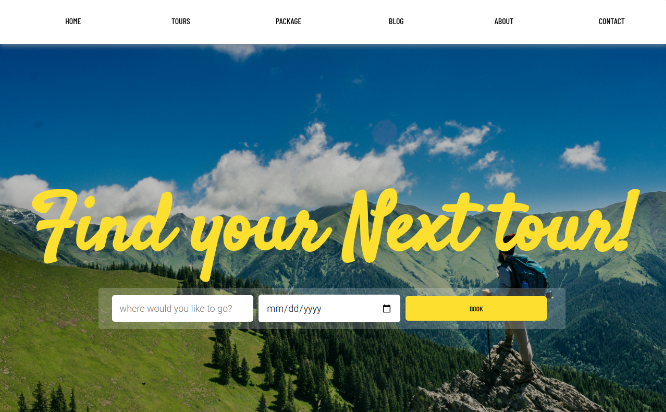 HOME TOURS PACKAGE BLOG ABOUT CONTACT
Find your Next tour!
where would you like to go? mm/dd/yyyy BOOK